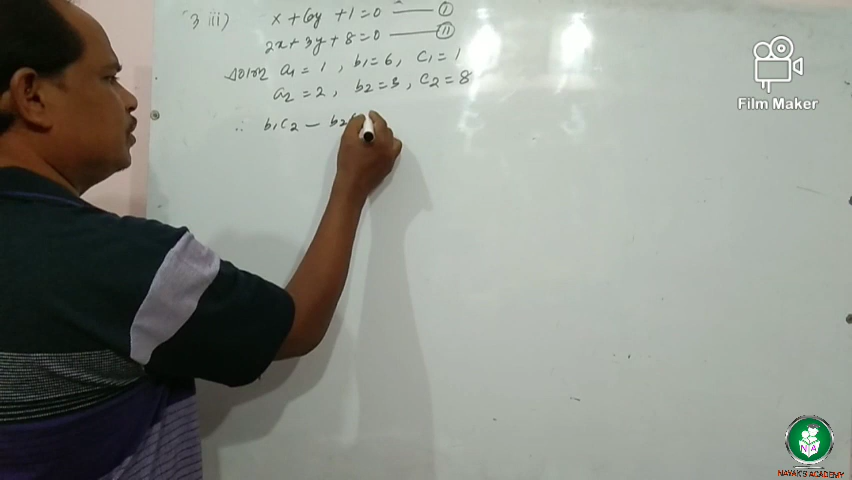 3 iii) x + 6y + 1 = 0 —— (i)
2x + 3y + 8 = 0 —— (ii)
a₁ = 1 , b₁ = 6, c₁ = 1
a₂ = 2 , b₂ = 3, c₂ = 8
∴ b₁c₂ — b₂
Film Maker
NAYAK'S ACADEMY